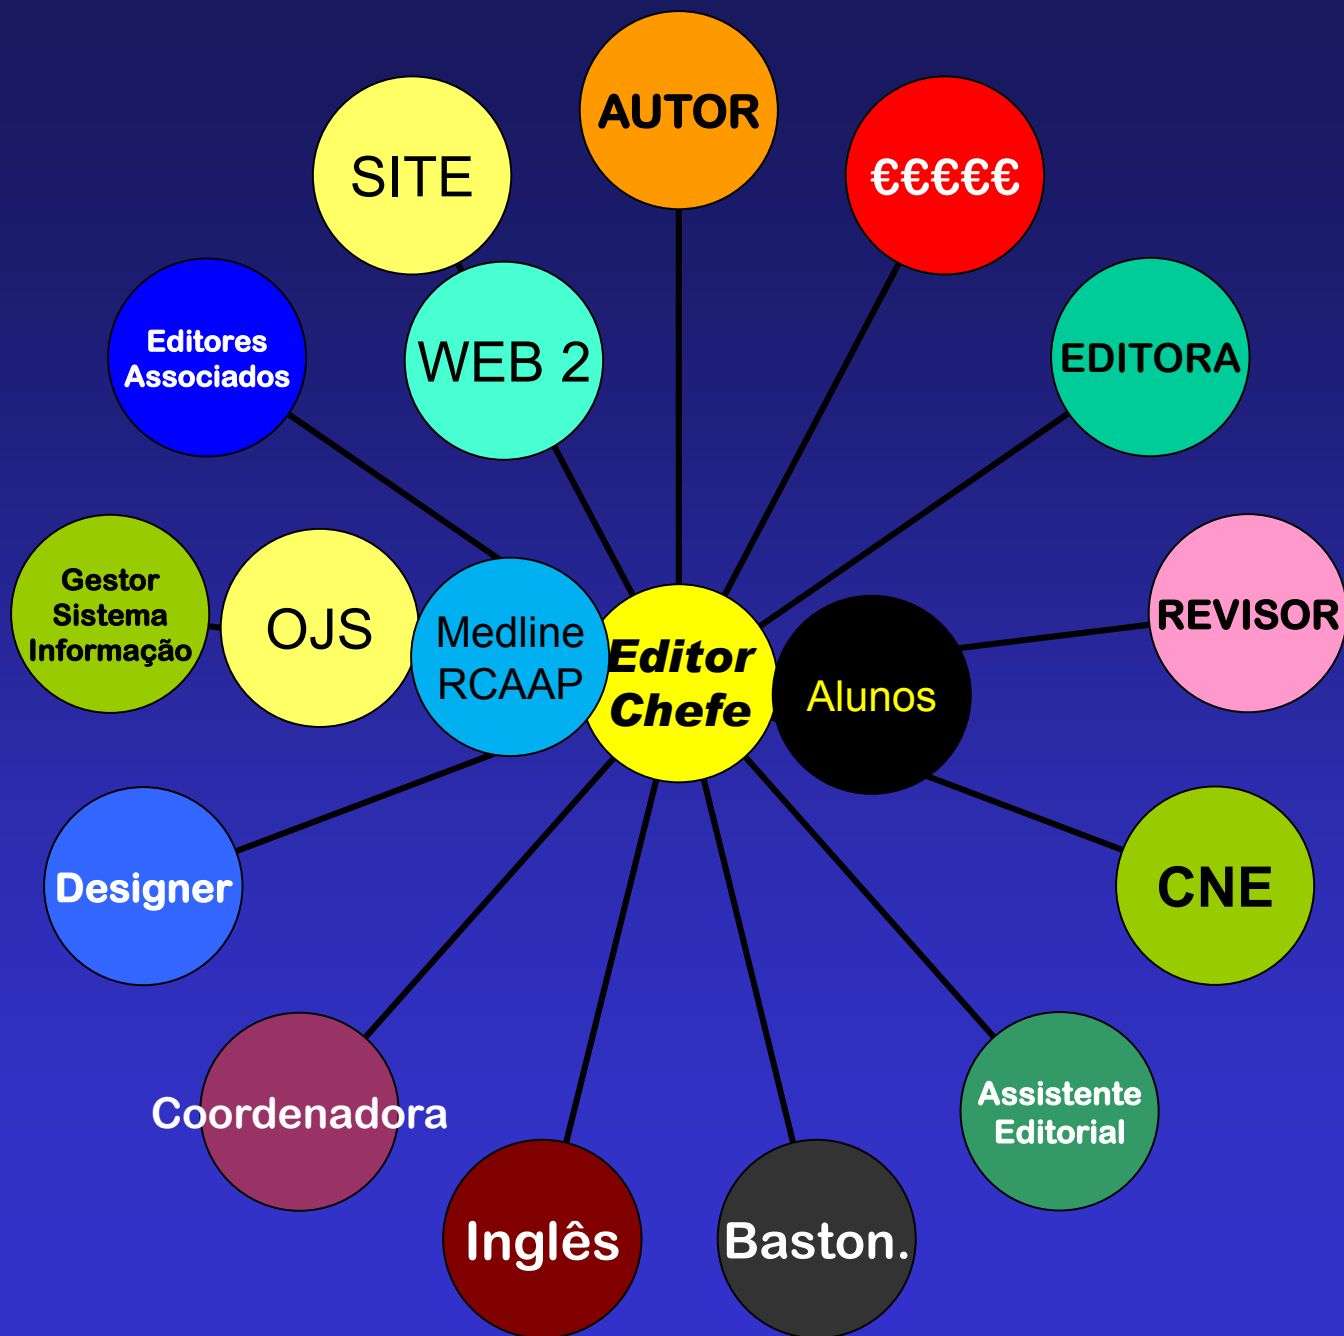 AUTOR
SITE
€€€€€
Editores
Associados
WEB 2
EDITORA
Gestor
Sistema
Informação
OJS
Medline
RCAAP
Editor
Chefe
Alunos
REVISOR
Designer
CNE
Coordenadora
Assistente
Editorial
Inglês
Baston.